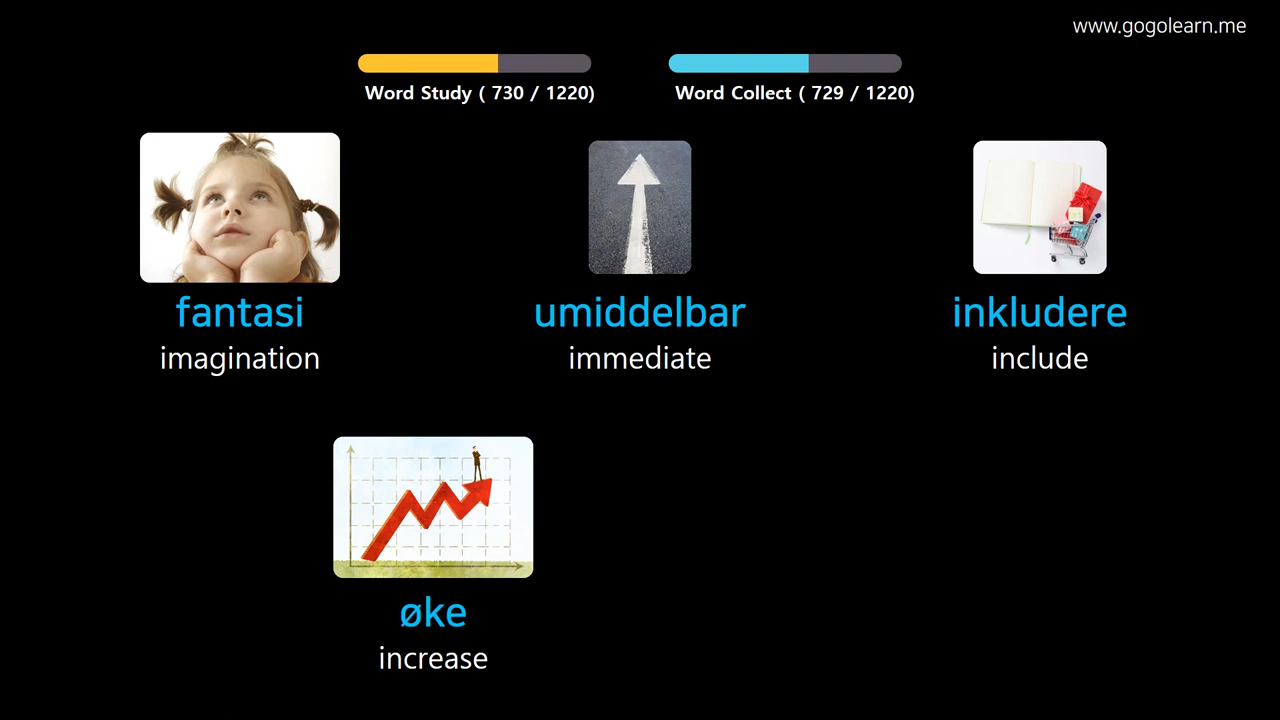 www.gogolearn.me
Word Study ( 730 / 1220)
Word Collect ( 729 / 1220)
fantasi
imagination
umiddelbar
immediate
inkludere
include
øke
increase